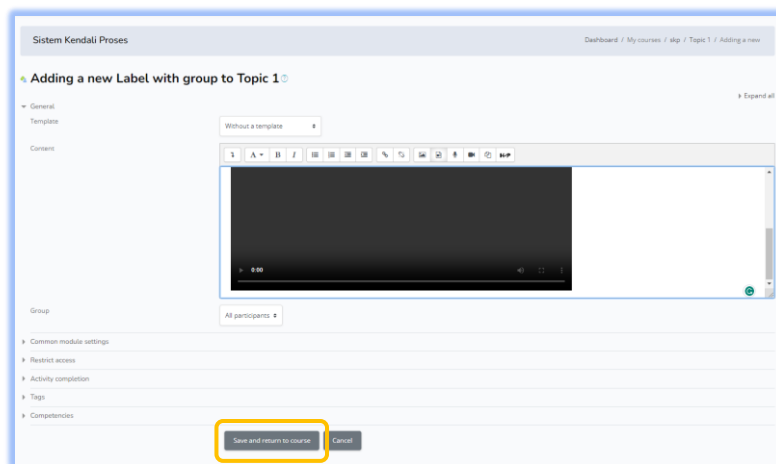 Sistem Kendali Proses
Dashboard / My courses / skp / Topic 1 / Adding a new
Adding a new Label with group to Topic 1
Expand all
General
Template
Without a template
Content
A B I
H-P
0:00
Group
All participants
Common module settings
Restrict access
Activity completion
Tags
Competencies
Save and return to course
Cancel